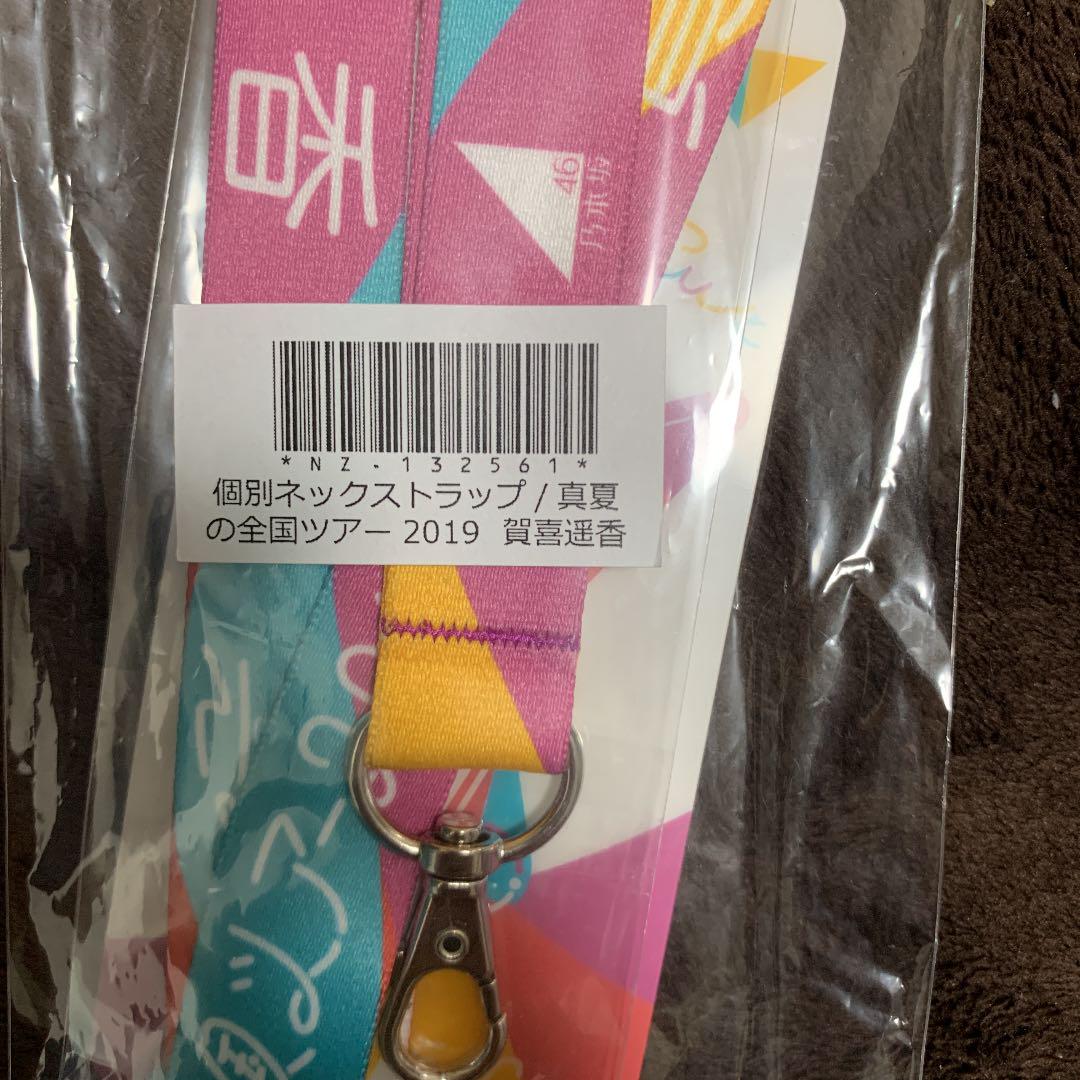 香
乃木坂
46
*NZ-132561*
個別ネックストラップ / 真夏
の全国ツアー 2019 賀喜遥香